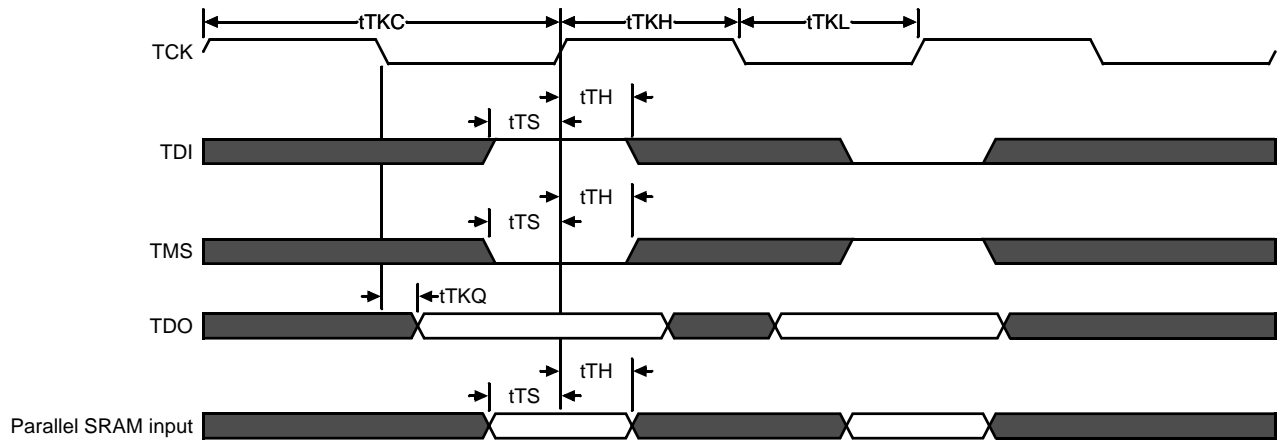 tTKC tTKH tTKL
TCK
tTH
tTS
TDI
tTH
tTS
TMS
tTKQ
TDO
tTH
tTS
Parallel SRAM input